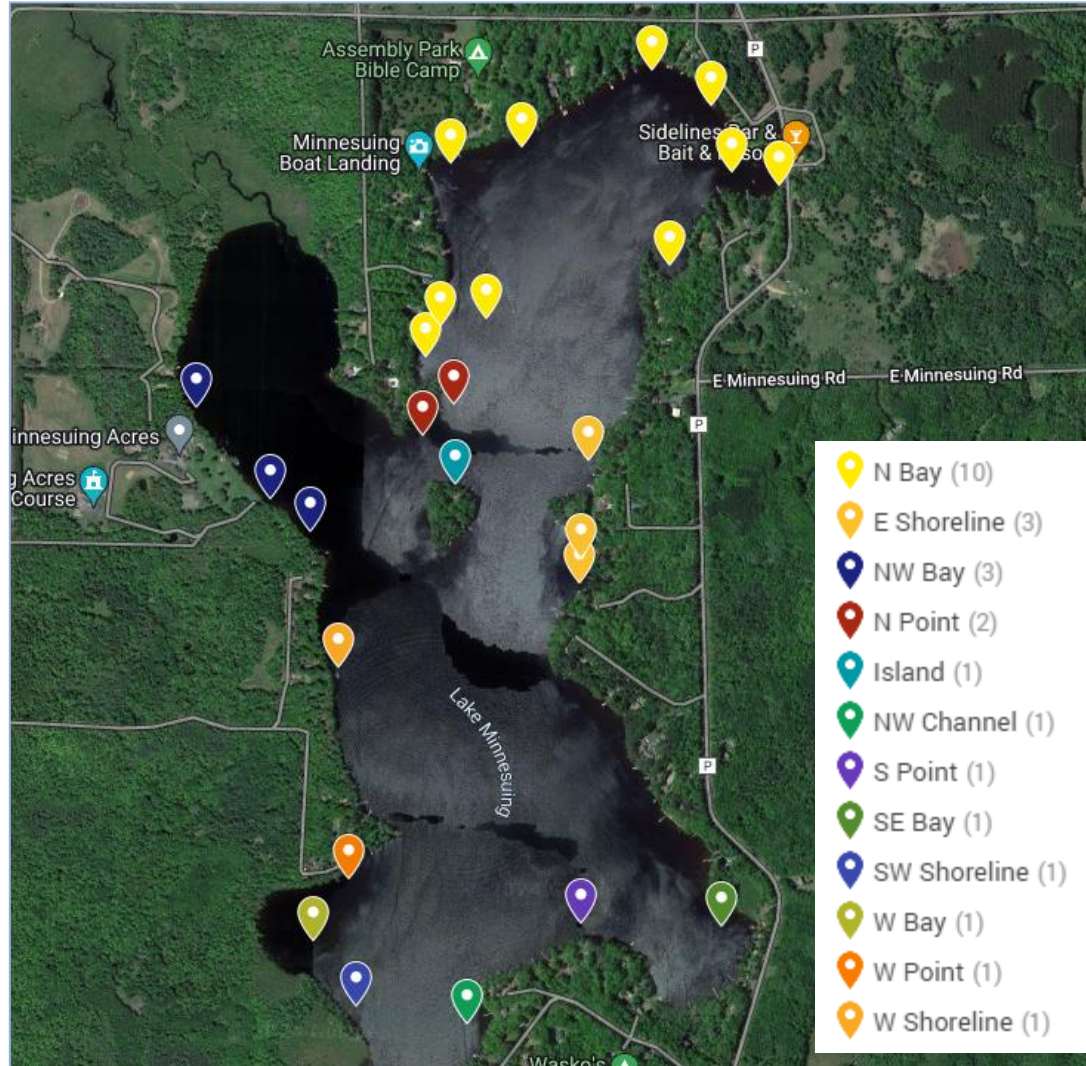 Assembly Park
Bible Camp
P
Minnesuing
Boat Landing
Sidelines Bar &
Bait &
E Minnesuing Rd
E Minnesuing Rd
innesuing Acres
P
g Acres
Course
Lake Minnesuing
P
Wasko's
N Bay (10)
E Shoreline (3)
NW Bay (3)
N Point (2)
Island (1)
NW Channel (1)
S Point (1)
SE Bay (1)
SW Shoreline (1)
W Bay (1)
W Point (1)
W Shoreline (1)